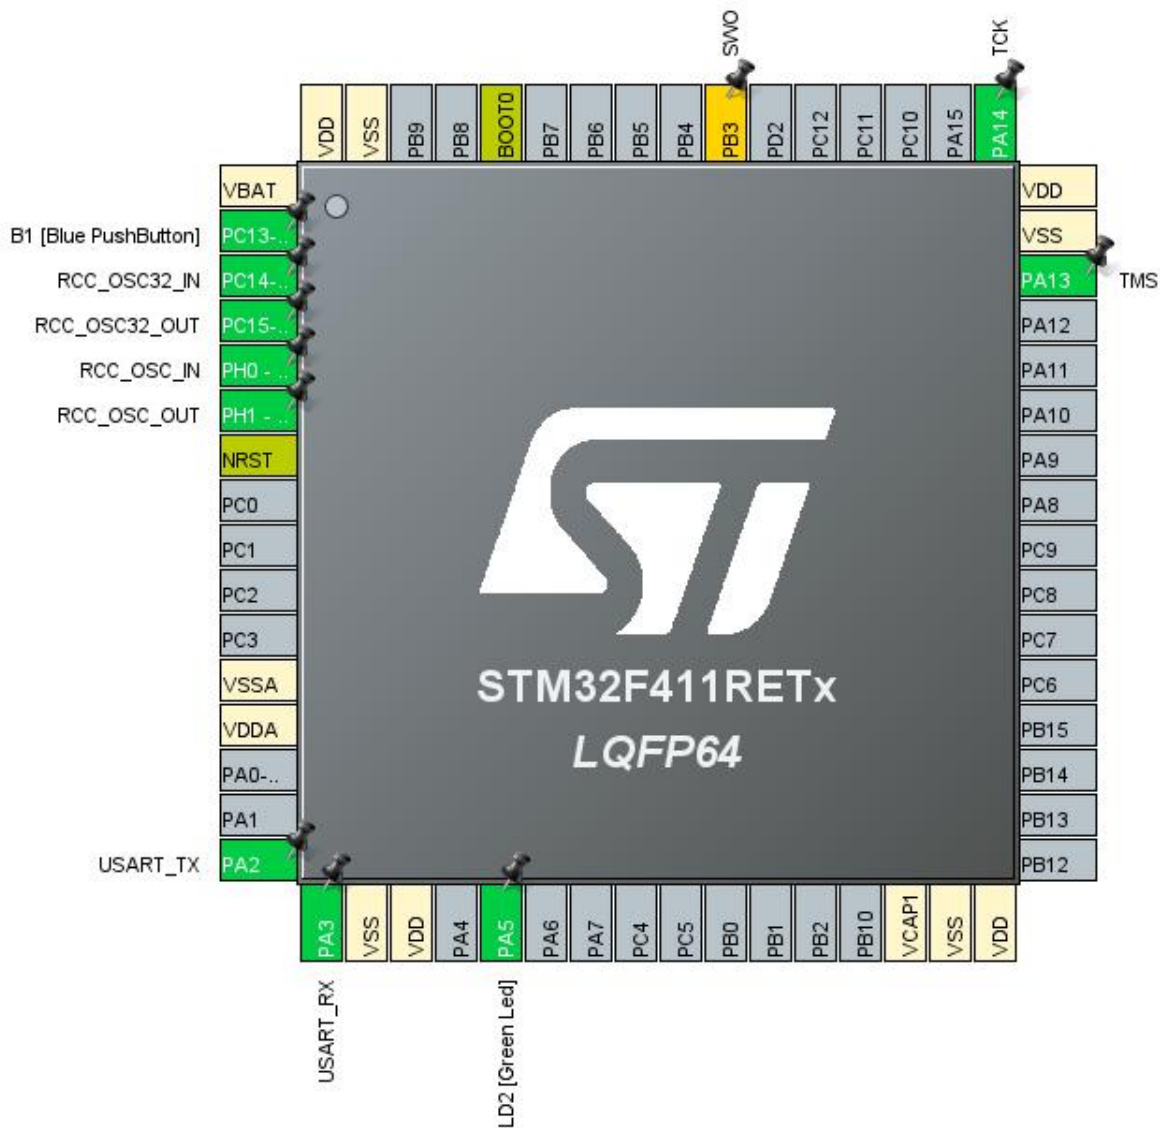 SWO
TCK
VDD
VSS
PB9
PB8
BOOT0
PB7
PB6
PB5
PB4
PB3
PD2
PC12
PC11
PC10
PA15
PA14
VBAT
B1 [Blue PushButton] PC13-..
RCC_OSC32_IN PC14-..
RCC_OSC32_OUT PC15-..
RCC_OSC_IN PH0 - ..
RCC_OSC_OUT PH1 - ..
NRST
PC0
PC1
PC2
PC3
VSSA
VDDA
PA0-..
PA1
USART_TX PA2
VDD
VSS
PA13 TMS
PA12
PA11
PA10
PA9
PA8
PC9
PC8
PC7
PC6
PB15
PB14
PB13
PB12
STM32F411RETx
LQFP64
PA3
VSS
VDD
PA4
PA5
PA6
PA7
PC4
PC5
PB0
PB1
PB2
PB10
VCAP1
VSS
VDD
USART_RX
LD2 [Green Led]